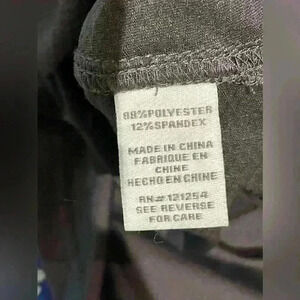 88%POLYESTER
12%SPANDEX
MADE IN CHINA
FABRIQUE EN
CHINE
HECHO EN CHINE
RN# 121254
SEE REVERSE
FOR CARE